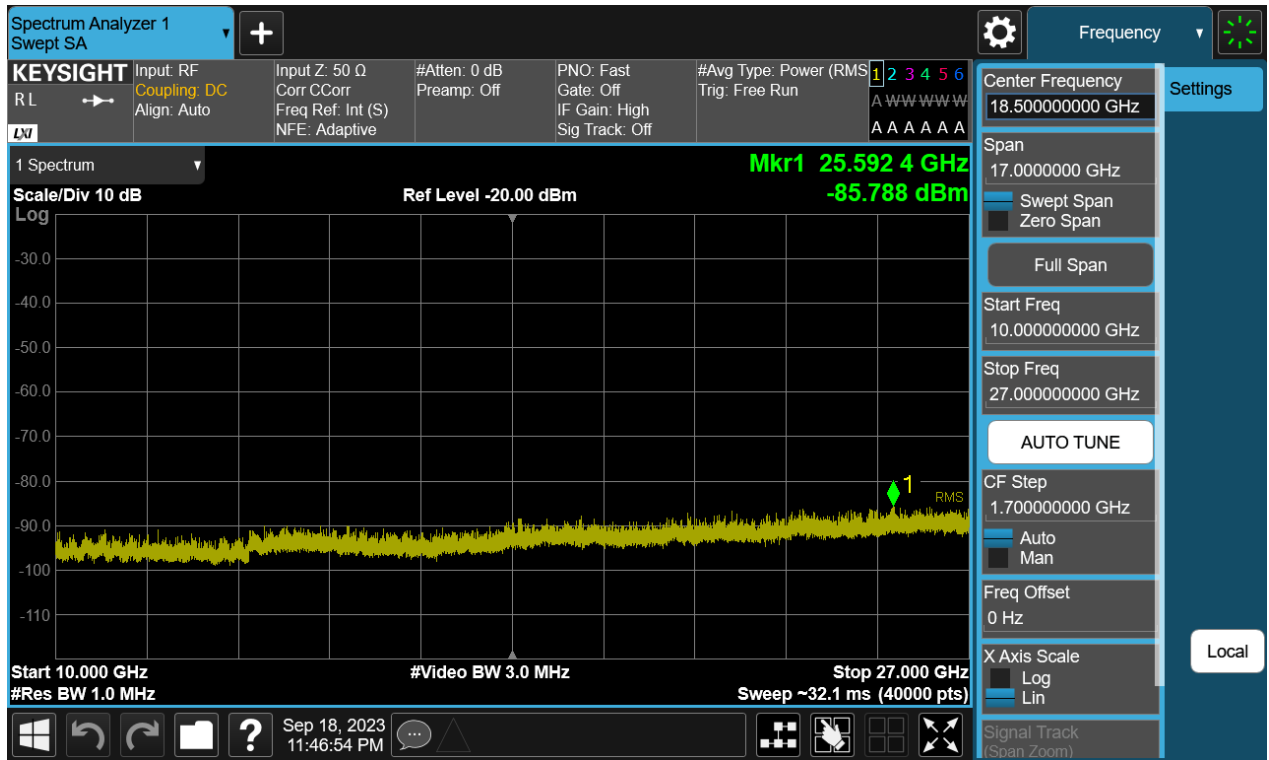 Spectrum Analyzer 1
Swept SA
+
Frequency
KEYSIGHT
RL
LXI
Input: RF
Coupling: DC
Align: Auto
Input Z: 50 Ω
Corr CCorr
Freq Ref: Int (S)
NFE: Adaptive
#Atten: 0 dB
Preamp: Off
PNO: Fast
Gate: Off
IF Gain: High
Sig Track: Off
#Avg Type: Power (RMS
Trig: Free Run
1 2 3 4 5 6
A W W W W W
A A A A A A
1 Spectrum
Scale/Div 10 dB
Log
Ref Level -20.00 dBm
Mkr1 25.592 4 GHz
-85.788 dBm
-30.0
-40.0
-50.0
-60.0
-70.0
-80.0
-90.0
-100
-110
1
RMS
Start 10.000 GHz
#Res BW 1.0 MHz
#Video BW 3.0 MHz
Stop 27.000 GHz
Sweep ~32.1 ms (40000 pts)
Center Frequency
18.500000000 GHz
Span
17.0000000 GHz
Swept Span
Zero Span
Full Span
Start Freq
10.000000000 GHz
Stop Freq
27.000000000 GHz
AUTO TUNE
CF Step
1.700000000 GHz
Auto
Man
Freq Offset
0 Hz
X Axis Scale
Log
Lin
Signal Track
(Span Zoom)
Settings
Local
?
Sep 18, 2023
11:46:54 PM